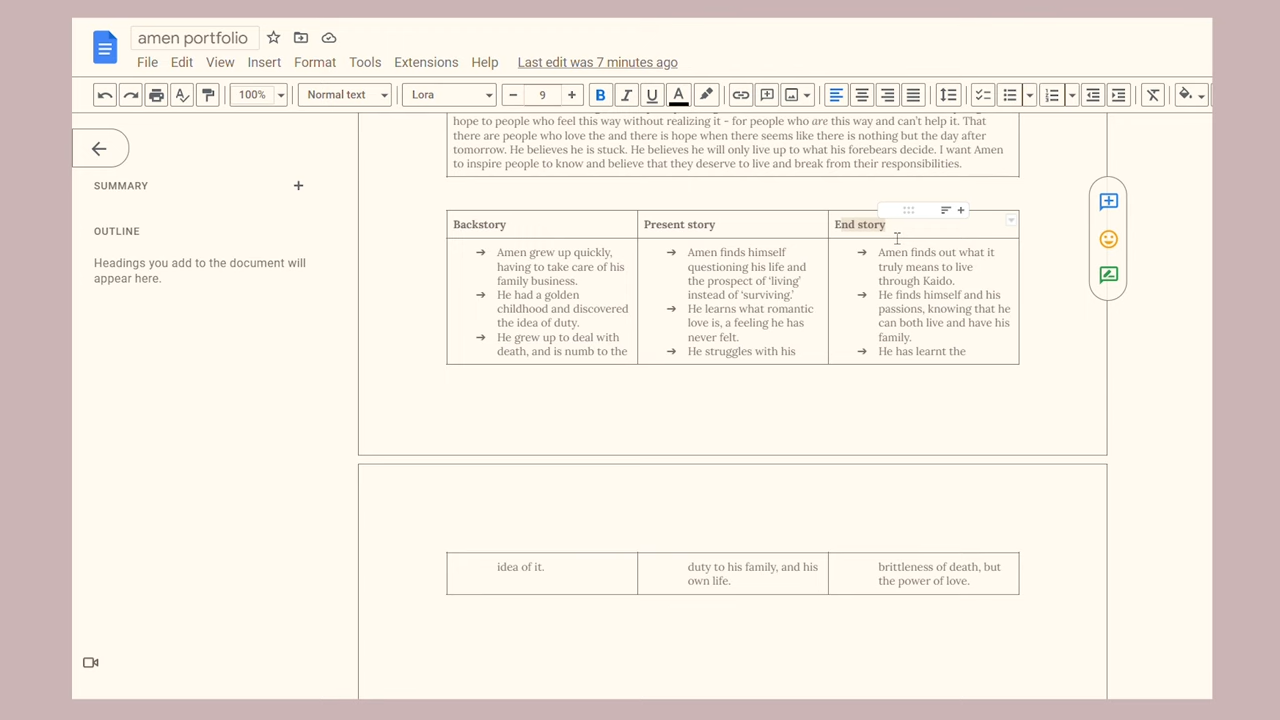 amen portfolio
File Edit View Insert Format Tools Extensions Help Last edit was 7 minutes ago
100% Normal text Lora 9 B I U A
SUMMARY
OUTLINE
Headings you add to the document will
appear here.
hope to people who feel this way without realizing it - for people who are this way and can't help it. That
there are people who love the and there is hope when there seems like there is nothing but the day after
tomorrow. He believes he is stuck. He believes he will only live up to what his forebears decide. I want Amen
to inspire people to know and believe that they deserve to live and break from their responsibilities.
Backstory
➔ Amen grew up quickly,
having to take care of his
family business.
➔ He had a golden
childhood and discovered
the idea of duty.
➔ He grew up to deal with
death, and is numb to the
idea of it.
Present story
➔ Amen finds himself
questioning his life and
the prospect of 'living'
instead of 'surviving.'
➔ He learns what romantic
love is, a feeling he has
never felt.
➔ He struggles with his
duty to his family, and his
own life.
End story
➔ Amen finds out what it
truly means to live
through Kaido.
➔ He finds himself and his
passions, knowing that he
can both live and have his
family.
➔ He has learnt the
brittleness of death, but
the power of love.